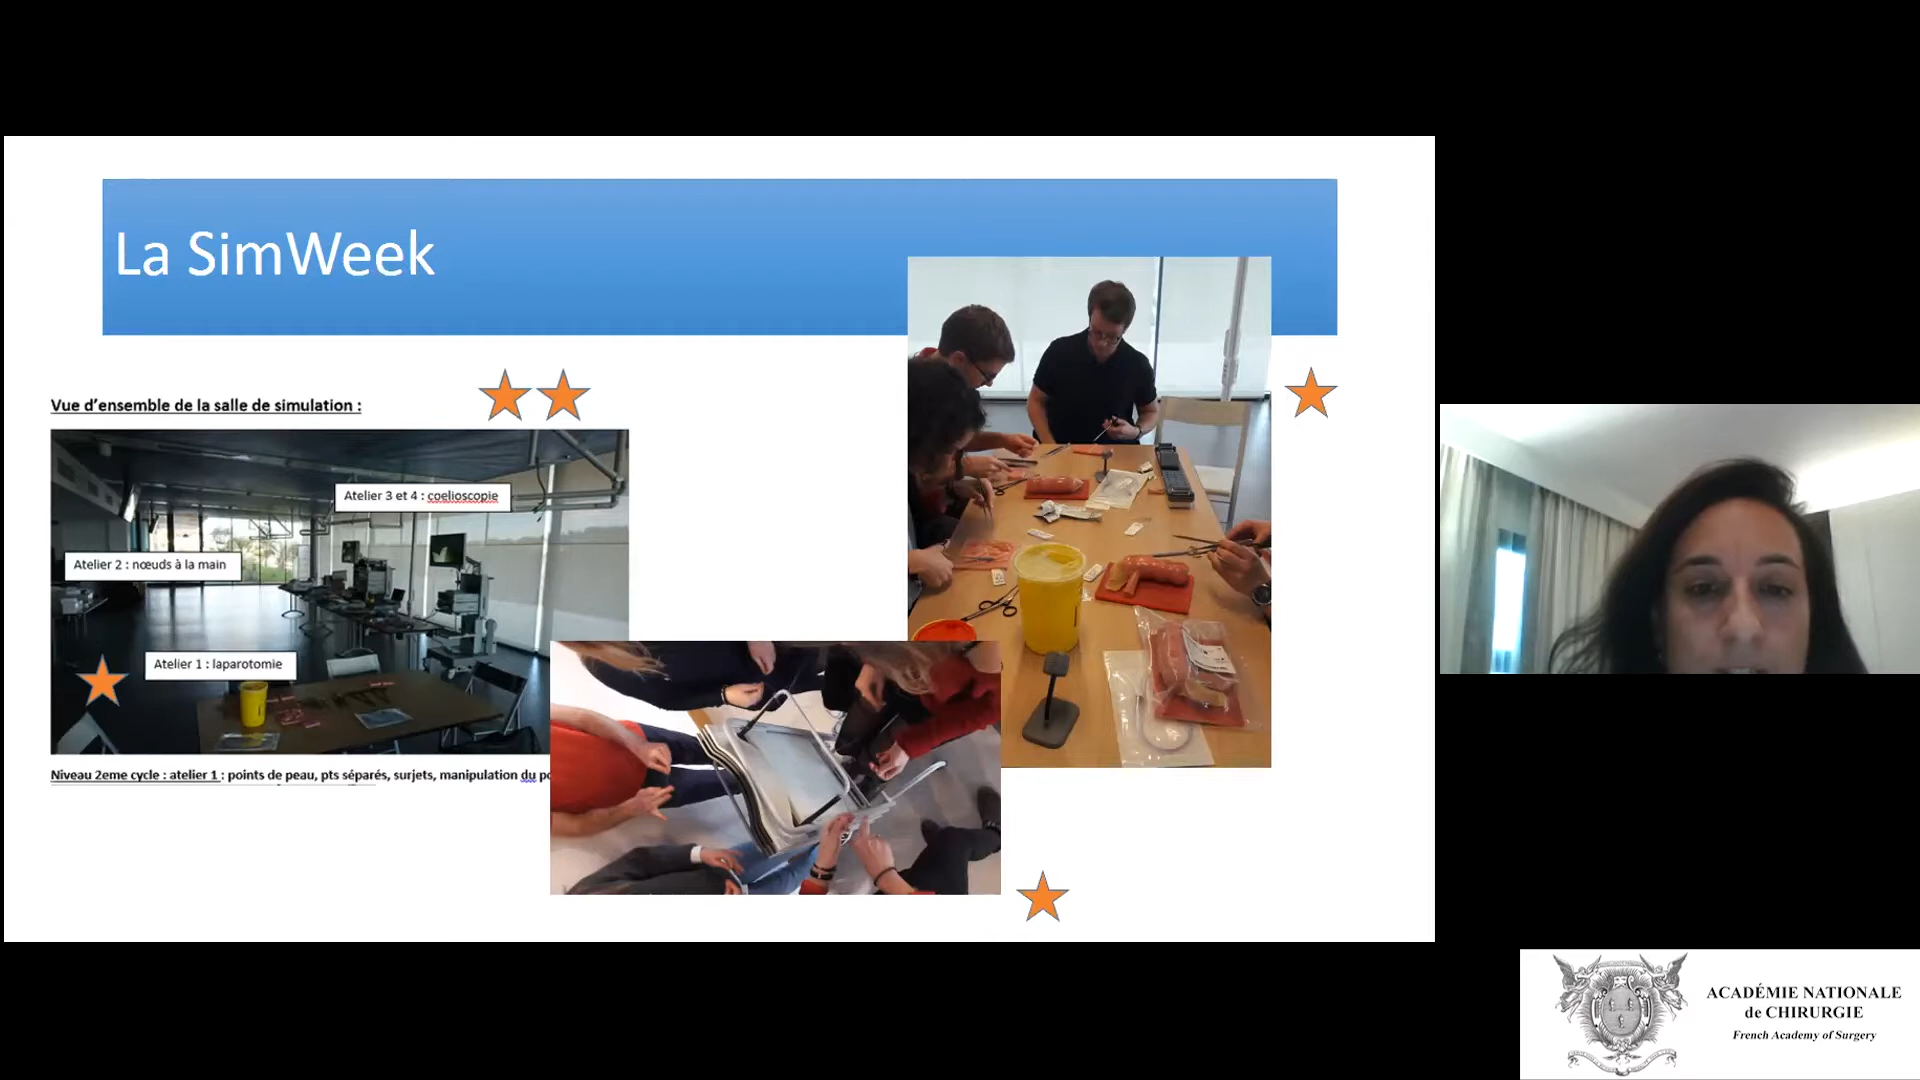 La SimWeek
Vue d'ensemble de la salle de simulation :
Atelier 3 et 4 : coelioscopie
Atelier 2 : nœuds à la main
Atelier 1 : laparotomie
Niveau 2eme cycle : atelier 1 : points de peau, pts séparés, surjets, manipulation du
ACADÉMIE NATIONALE
de CHIRURGIE
French Academy of Surgery